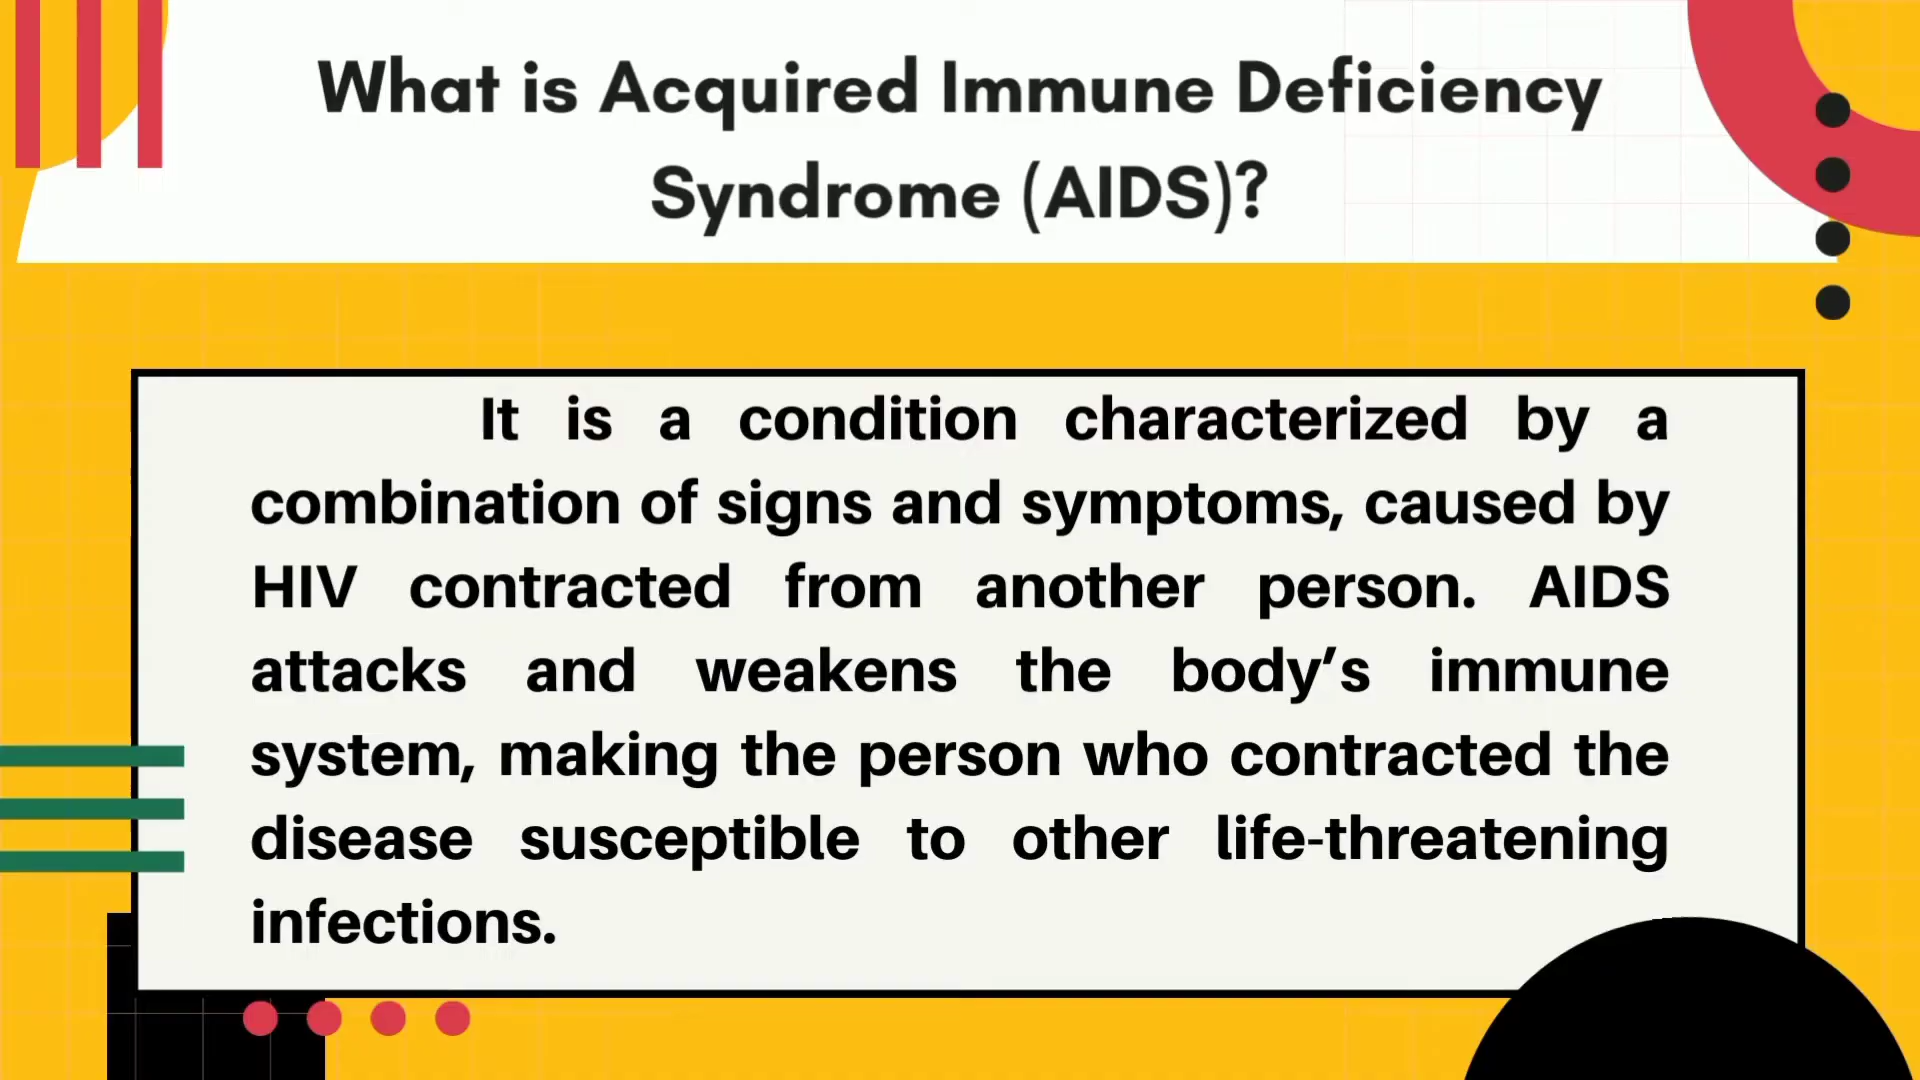 What is Acquired Immune Deficiency
Syndrome (AIDS)?
It is a condition characterized by a
combination of signs and symptoms, caused by
HIV contracted from another person. AIDS
attacks and weakens the body’s immune
system, making the person who contracted the
disease susceptible to other life-threatening
infections.